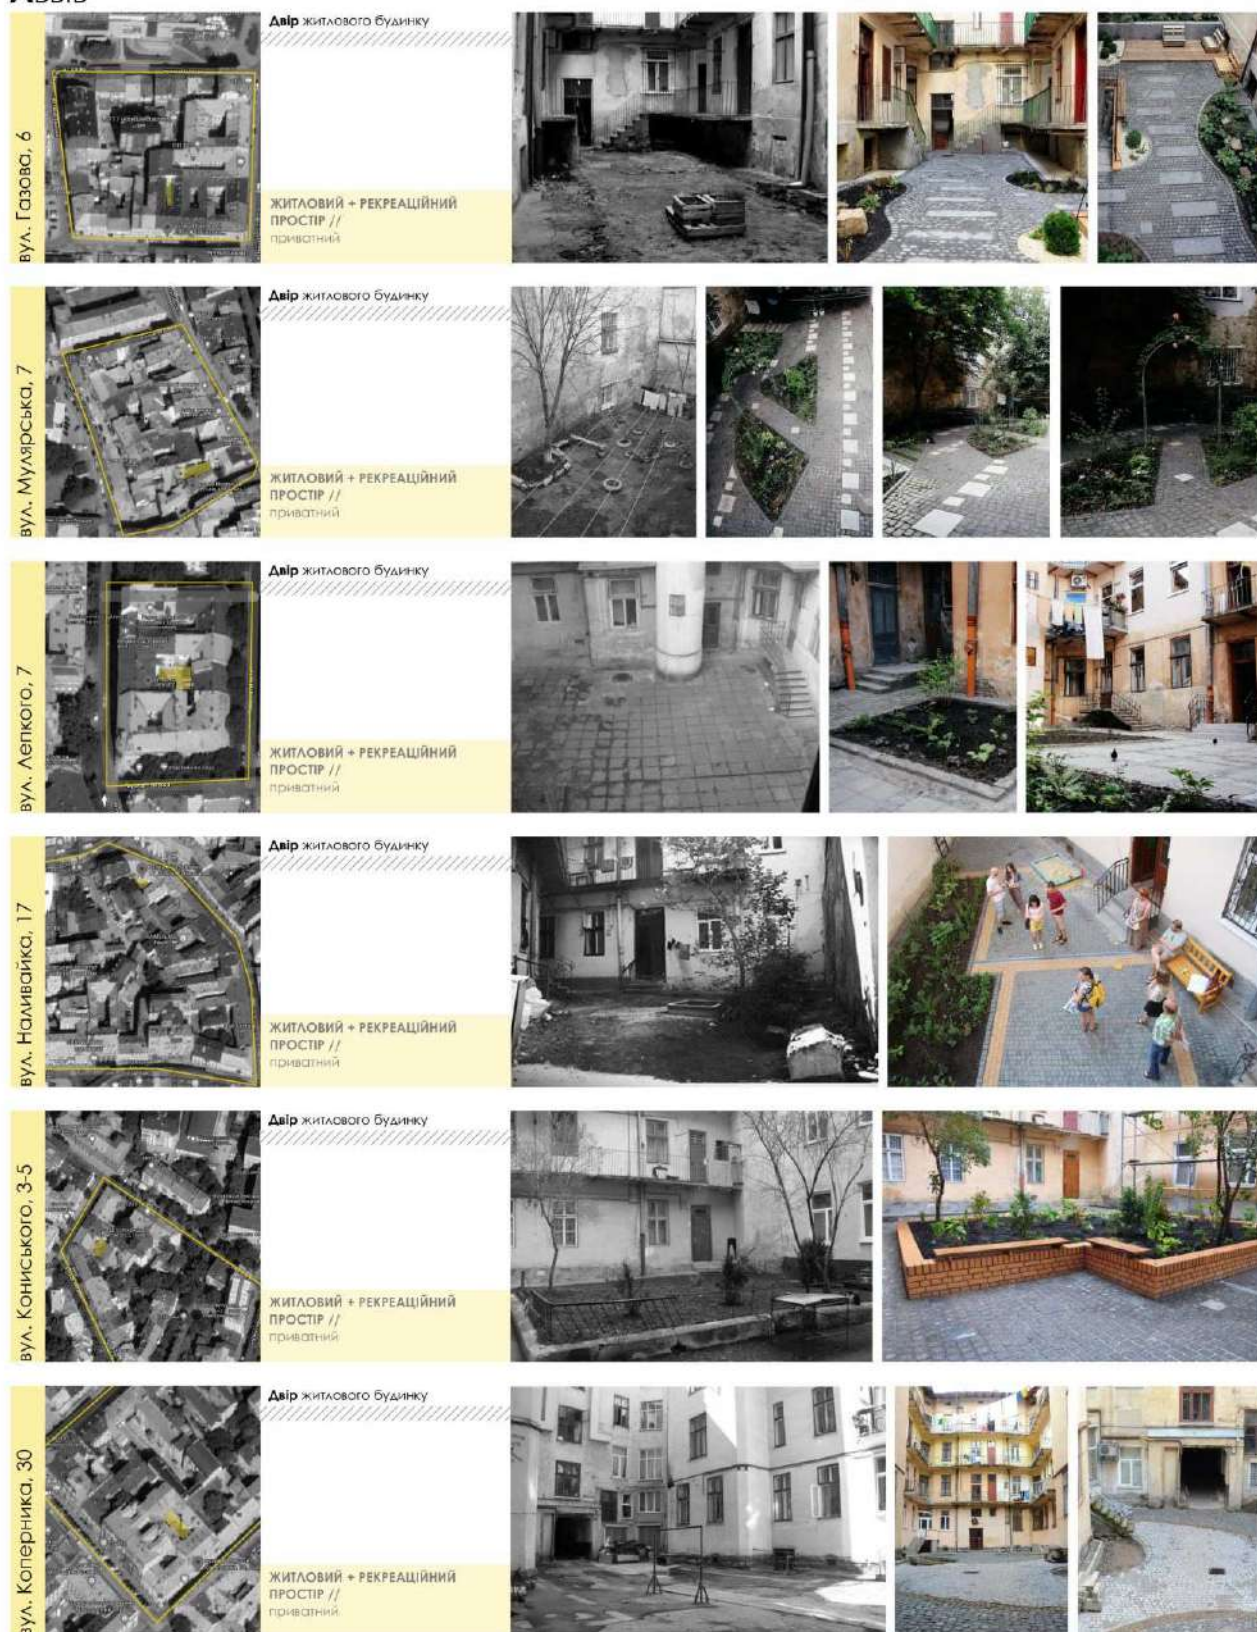 вул. Газова, 6
Двір житлового будинку
ЖИТЛОВИЙ + РЕКРЕАЦІЙНИЙ
ПРОСТІР //
приватний
вул. Мулярська, 7
Двір житлового будинку
ЖИТЛОВИЙ + РЕКРЕАЦІЙНИЙ
ПРОСТІР //
приватний
вул. Лепкого, 7
Двір житлового будинку
ЖИТЛОВИЙ + РЕКРЕАЦІЙНИЙ
ПРОСТІР //
приватний
вул. Наливайка, 17
Двір житлового будинку
ЖИТЛОВИЙ + РЕКРЕАЦІЙНИЙ
ПРОСТІР //
приватний
вул. Кониського, 3-5
Двір житлового будинку
ЖИТЛОВИЙ + РЕКРЕАЦІЙНИЙ
ПРОСТІР //
приватний
вул. Коперника, 30
Двір житлового будинку
ЖИТЛОВИЙ + РЕКРЕАЦІЙНИЙ
ПРОСТІР //
приватний